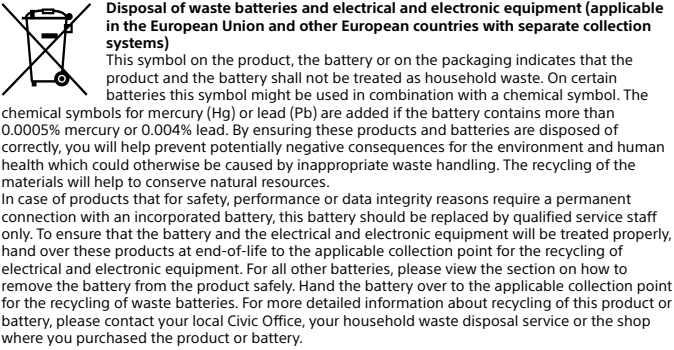 Disposal of waste batteries and electrical and electronic equipment (applicable
in the European Union and other European countries with separate collection
systems)
This symbol on the product, the battery or on the packaging indicates that the
product and the battery shall not be treated as household waste. On certain
batteries this symbol might be used in combination with a chemical symbol. The
chemical symbols for mercury (Hg) or lead (Pb) are added if the battery contains more than
0.0005% mercury or 0.004% lead. By ensuring these products and batteries are disposed of
correctly, you will help prevent potentially negative consequences for the environment and human
health which could otherwise be caused by inappropriate waste handling. The recycling of the
materials will help to conserve natural resources.
In case of products that for safety, performance or data integrity reasons require a permanent
connection with an incorporated battery, this battery should be replaced by qualified service staff
only. To ensure that the battery and the electrical and electronic equipment will be treated properly,
hand over these products at end-of-life to the applicable collection point for the recycling of
electrical and electronic equipment. For all other batteries, please view the section on how to
remove the battery from the product safely. Hand the battery over to the applicable collection point
for the recycling of waste batteries. For more detailed information about recycling of this product or
battery, please contact your local Civic Office, your household waste disposal service or the shop
where you purchased the product or battery.